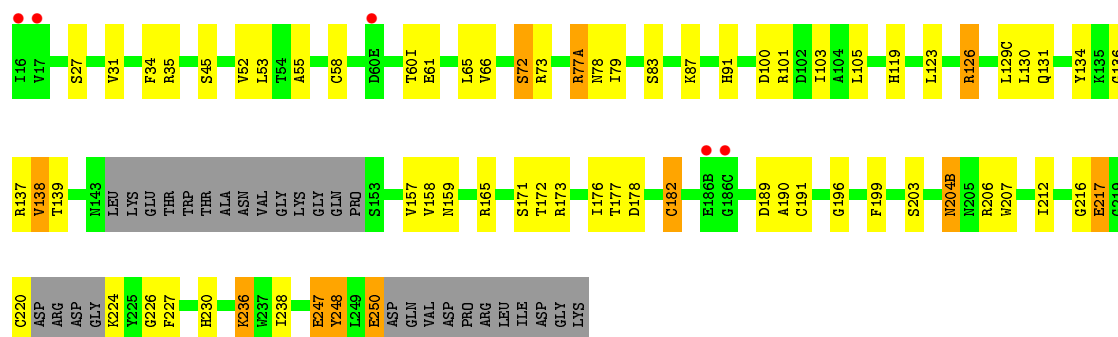 I16 V17 S27 V31 F34 R35 S45 V52 L53 T54 A55 C58 D60E T60I E61 L65 V66 S72 R73 R77A N78 I79 S83 K87 H91 D100 R101 D102 I103 A104 L105 H119 L123 R126 L129C L130 Q131 Y134 K135 G136
R137 V138 T139 N143 LEU LYS GLU THR TRP THR ALA ASN VAL GLY LYS GLY GLN PRO S153 V157 V158 N159 R165 S171 T172 R173 I176 T177 D178 C182 E186B G186C D189 A190 C191 G196 F199 S203 N204B N205 R206 W207 I212 G216 E217
C220 ASP ARG ASP GLY K224 Y225 G226 F227 H230 K236 W237 I238 E247 Y248 L249 E250 ASP GLN VAL ASP PRO ARG LEU ILE ASP GLY LYS